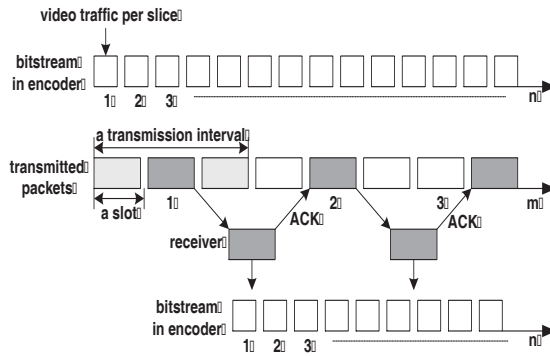 video traffic per slice
bitstream
in encoder
1 2 3 n
a transmission interval
transmitted
packets
a slot
1 2 3 m
ACK ACK
receiver
bitstream
in encoder
1 2 3 n